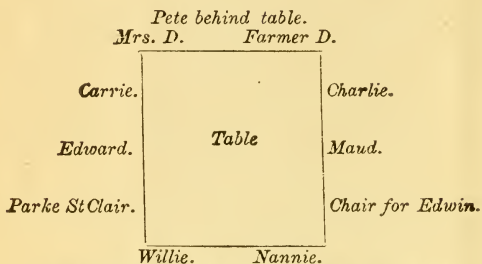 Pete behind table.
Mrs. D. Farmer D.
Carrie. Charlie.
Edward. Table Maud.
Parke St Clair. Chair for Edwin.
Willie. Nannie.